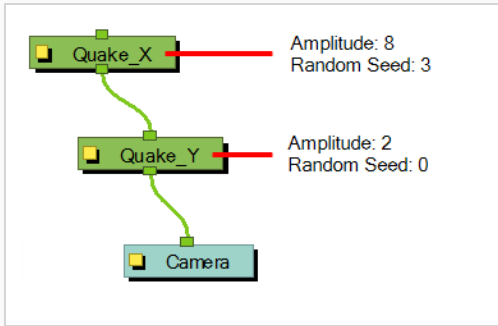 Quake_X
Amplitude: 8
Random Seed: 3
Quake_Y
Amplitude: 2
Random Seed: 0
Camera